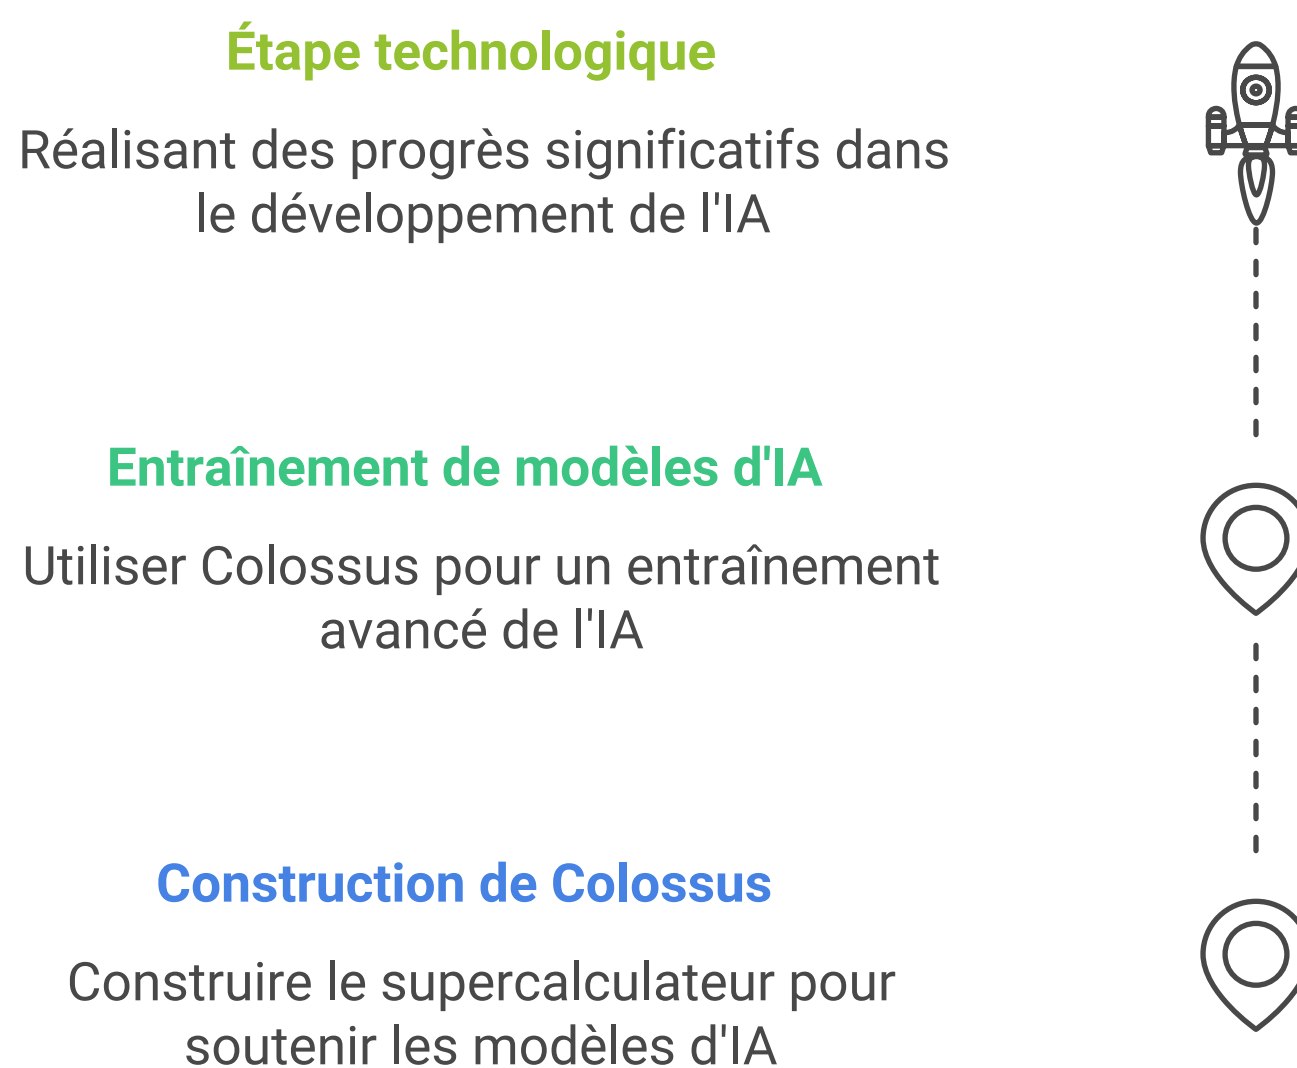 Étape technologique
Réalisant des progrès significatifs dans
le développement de l'IA
Entraînement de modèles d'IA
Utiliser Colossus pour un entraînement
avancé de l'IA
Construction de Colossus
Construire le supercalculateur pour
soutenir les modèles d'IA